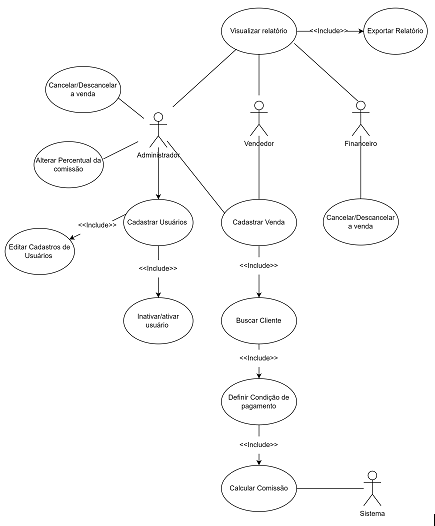 Visualizar relatório
<<Include>>
Exportar Relatório
Cancelar/Descancelar
a venda
Alterar Percentual da
comissão
Administrador
Vendedor
Financeiro
Cadastrar Usuários
Cadastrar Venda
Cancelar/Descancelar
a venda
<<Include>>
Editar Cadastros de
Usuários
<<Include>>
<<Include>>
Inativar/ativar
usuário
Buscar Cliente
<<Include>>
Definir Condição de
pagamento
<<Include>>
Calcular Comissão
Sistema